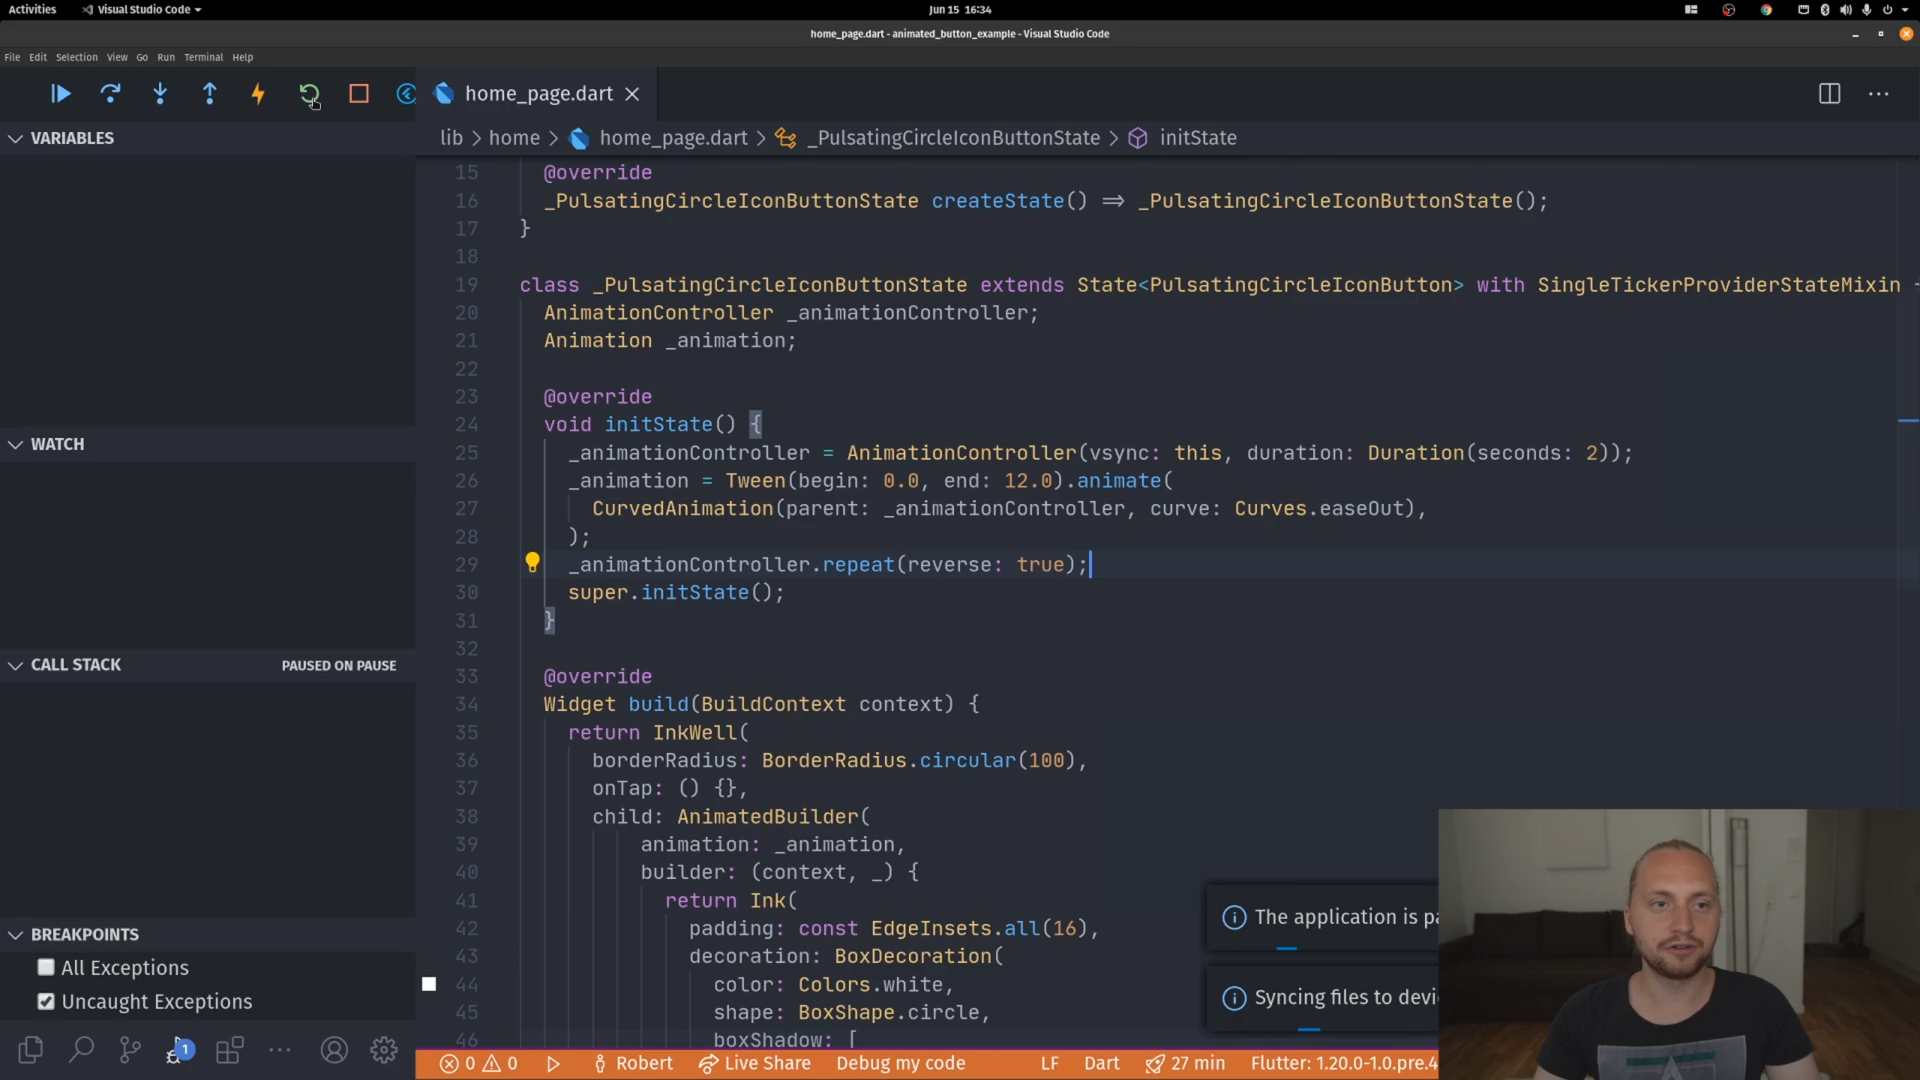 Activities
Visual Studio Code
Jun 15 16:34
home_page.dart - animated_button_example - Visual Studio Code
File Edit Selection View Go Run Terminal Help
home_page.dart
lib > home > home_page.dart > _PulsatingCircleIconButtonState > initState
VARIABLES
WATCH
CALL STACK
PAUSED ON PAUSE
BREAKPOINTS
All Exceptions
Uncaught Exceptions
15 @override
16 _PulsatingCircleIconButtonState createState() => _PulsatingCircleIconButtonState();
17 }
18
19 class _PulsatingCircleIconButtonState extends State<PulsatingCircleIconButton> with SingleTickerProviderStateMixin
20 AnimationController _animationController;
21 Animation _animation;
22
23 @override
24 void initState() {
25 _animationController = AnimationController(vsync: this, duration: Duration(seconds: 2));
26 _animation = Tween(begin: 0.0, end: 12.0).animate(
27 CurvedAnimation(parent: _animationController, curve: Curves.easeOut),
28 );
29 _animationController.repeat(reverse: true);
30 super.initState();
31 }
32
33 @override
34 Widget build(BuildContext context) {
35 return InkWell(
36 borderRadius: BorderRadius.circular(100),
37 onTap: () {},
38 child: AnimatedBuilder(
39 animation: _animation,
40 builder: (context, _) {
41 return Ink(
42 padding: const EdgeInsets.all(16),
43 decoration: BoxDecoration(
44 color: Colors.white,
45 shape: BoxShape.circle,
46 boxShadow: [
The application is pa
Syncing files to devi
1
0 0 Robert Live Share Debug my code LF Dart 27 min Flutter: 1.20.0-1.0.pre.4